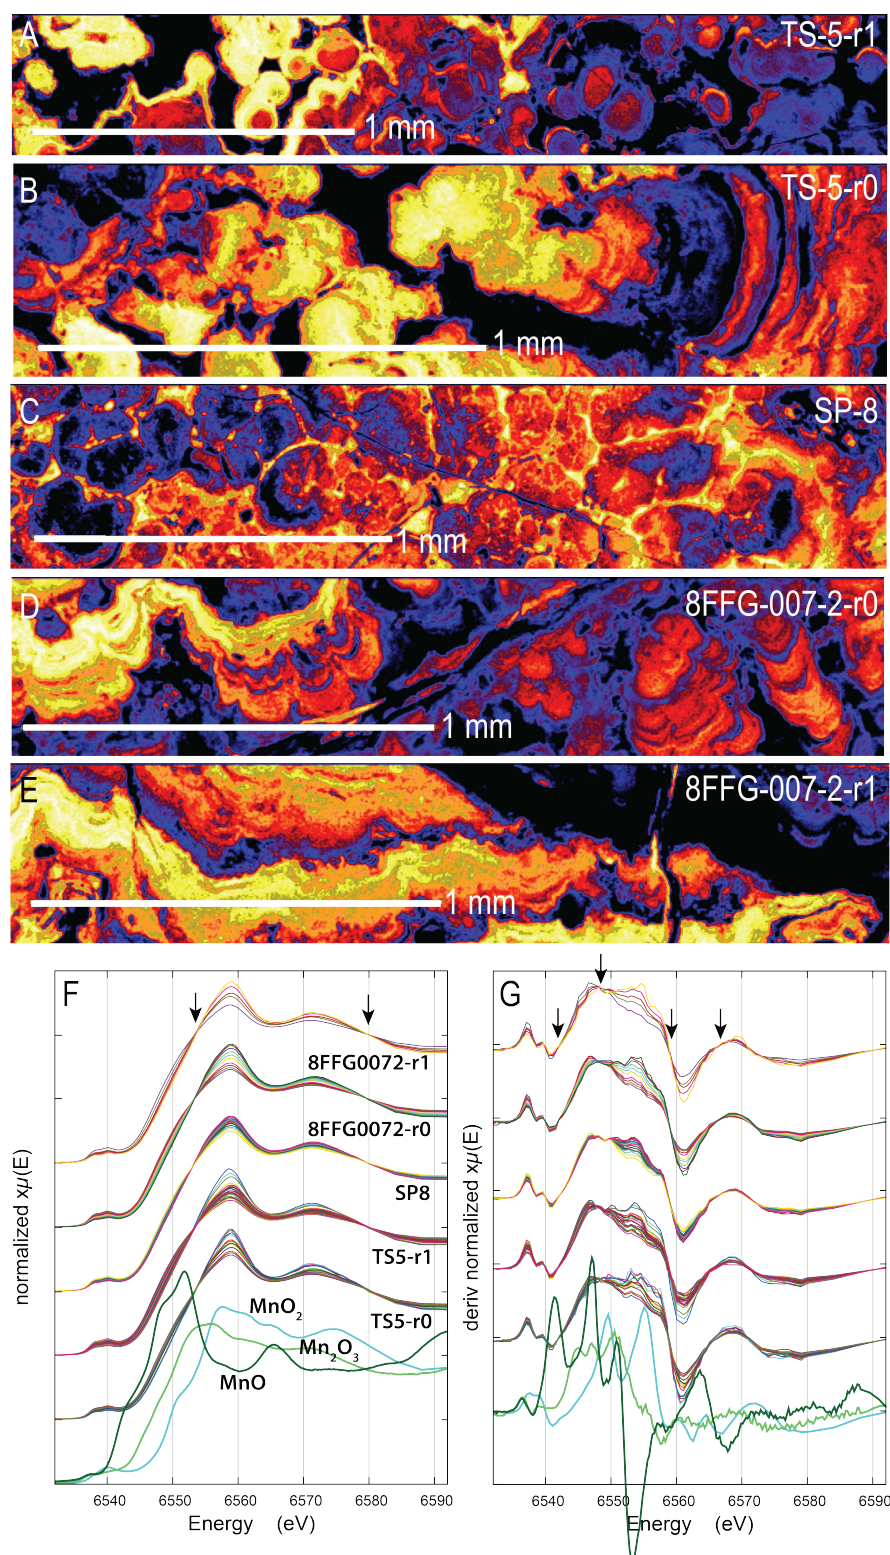 A TS-5-r1
1 mm
B TS-5-r0
1 mm
C SP-8
1 mm
D 8FFG-007-2-r0
1 mm
E 8FFG-007-2-r1
1 mm
F
8FFG0072-r1
8FFG0072-r0
SP8
TS5-r1
TS5-r0
MnO₂
Mn₂O₃
MnO
normalized xμ(E)
6540 6550 6560 6570 6580 6590
Energy (eV)
G
deriv normalized xμ(E)
6540 6550 6560 6570 6580 6590
Energy (eV)